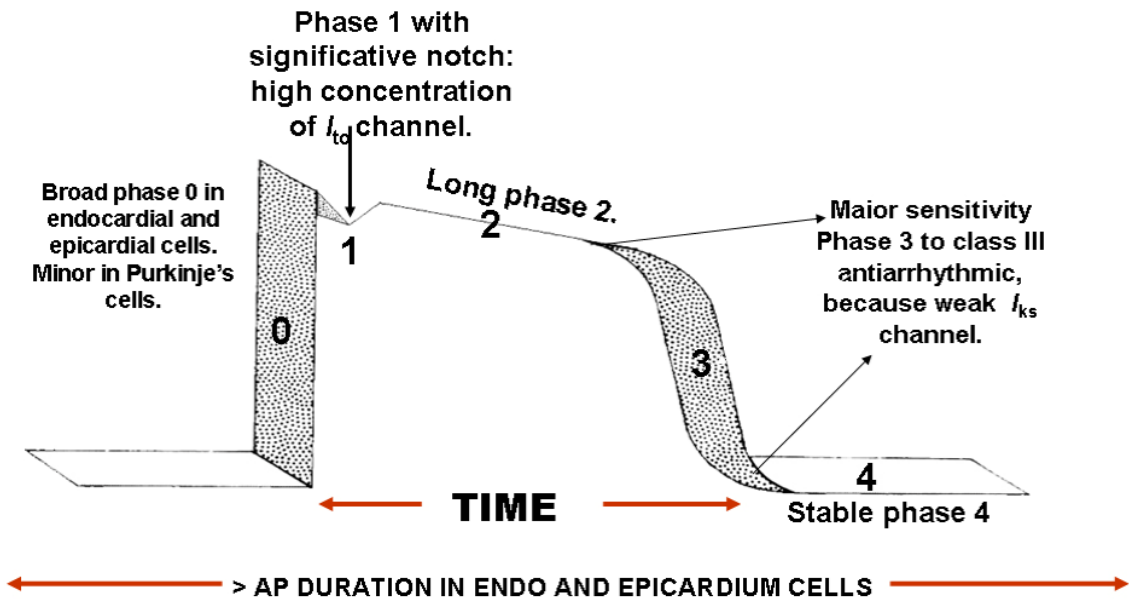 Phase 1 with
significative notch:
high concentration
of Ito channel.
Broad phase 0 in
endocardial and
epicardial cells.
Minor in Purkinje’s
cells.
Long phase 2.
Maior sensitivity
Phase 3 to class III
antiarrhythmic,
because weak Iks
channel.
0
1
2
3
4
Stable phase 4
TIME
> AP DURATION IN ENDO AND EPICARDIUM CELLS